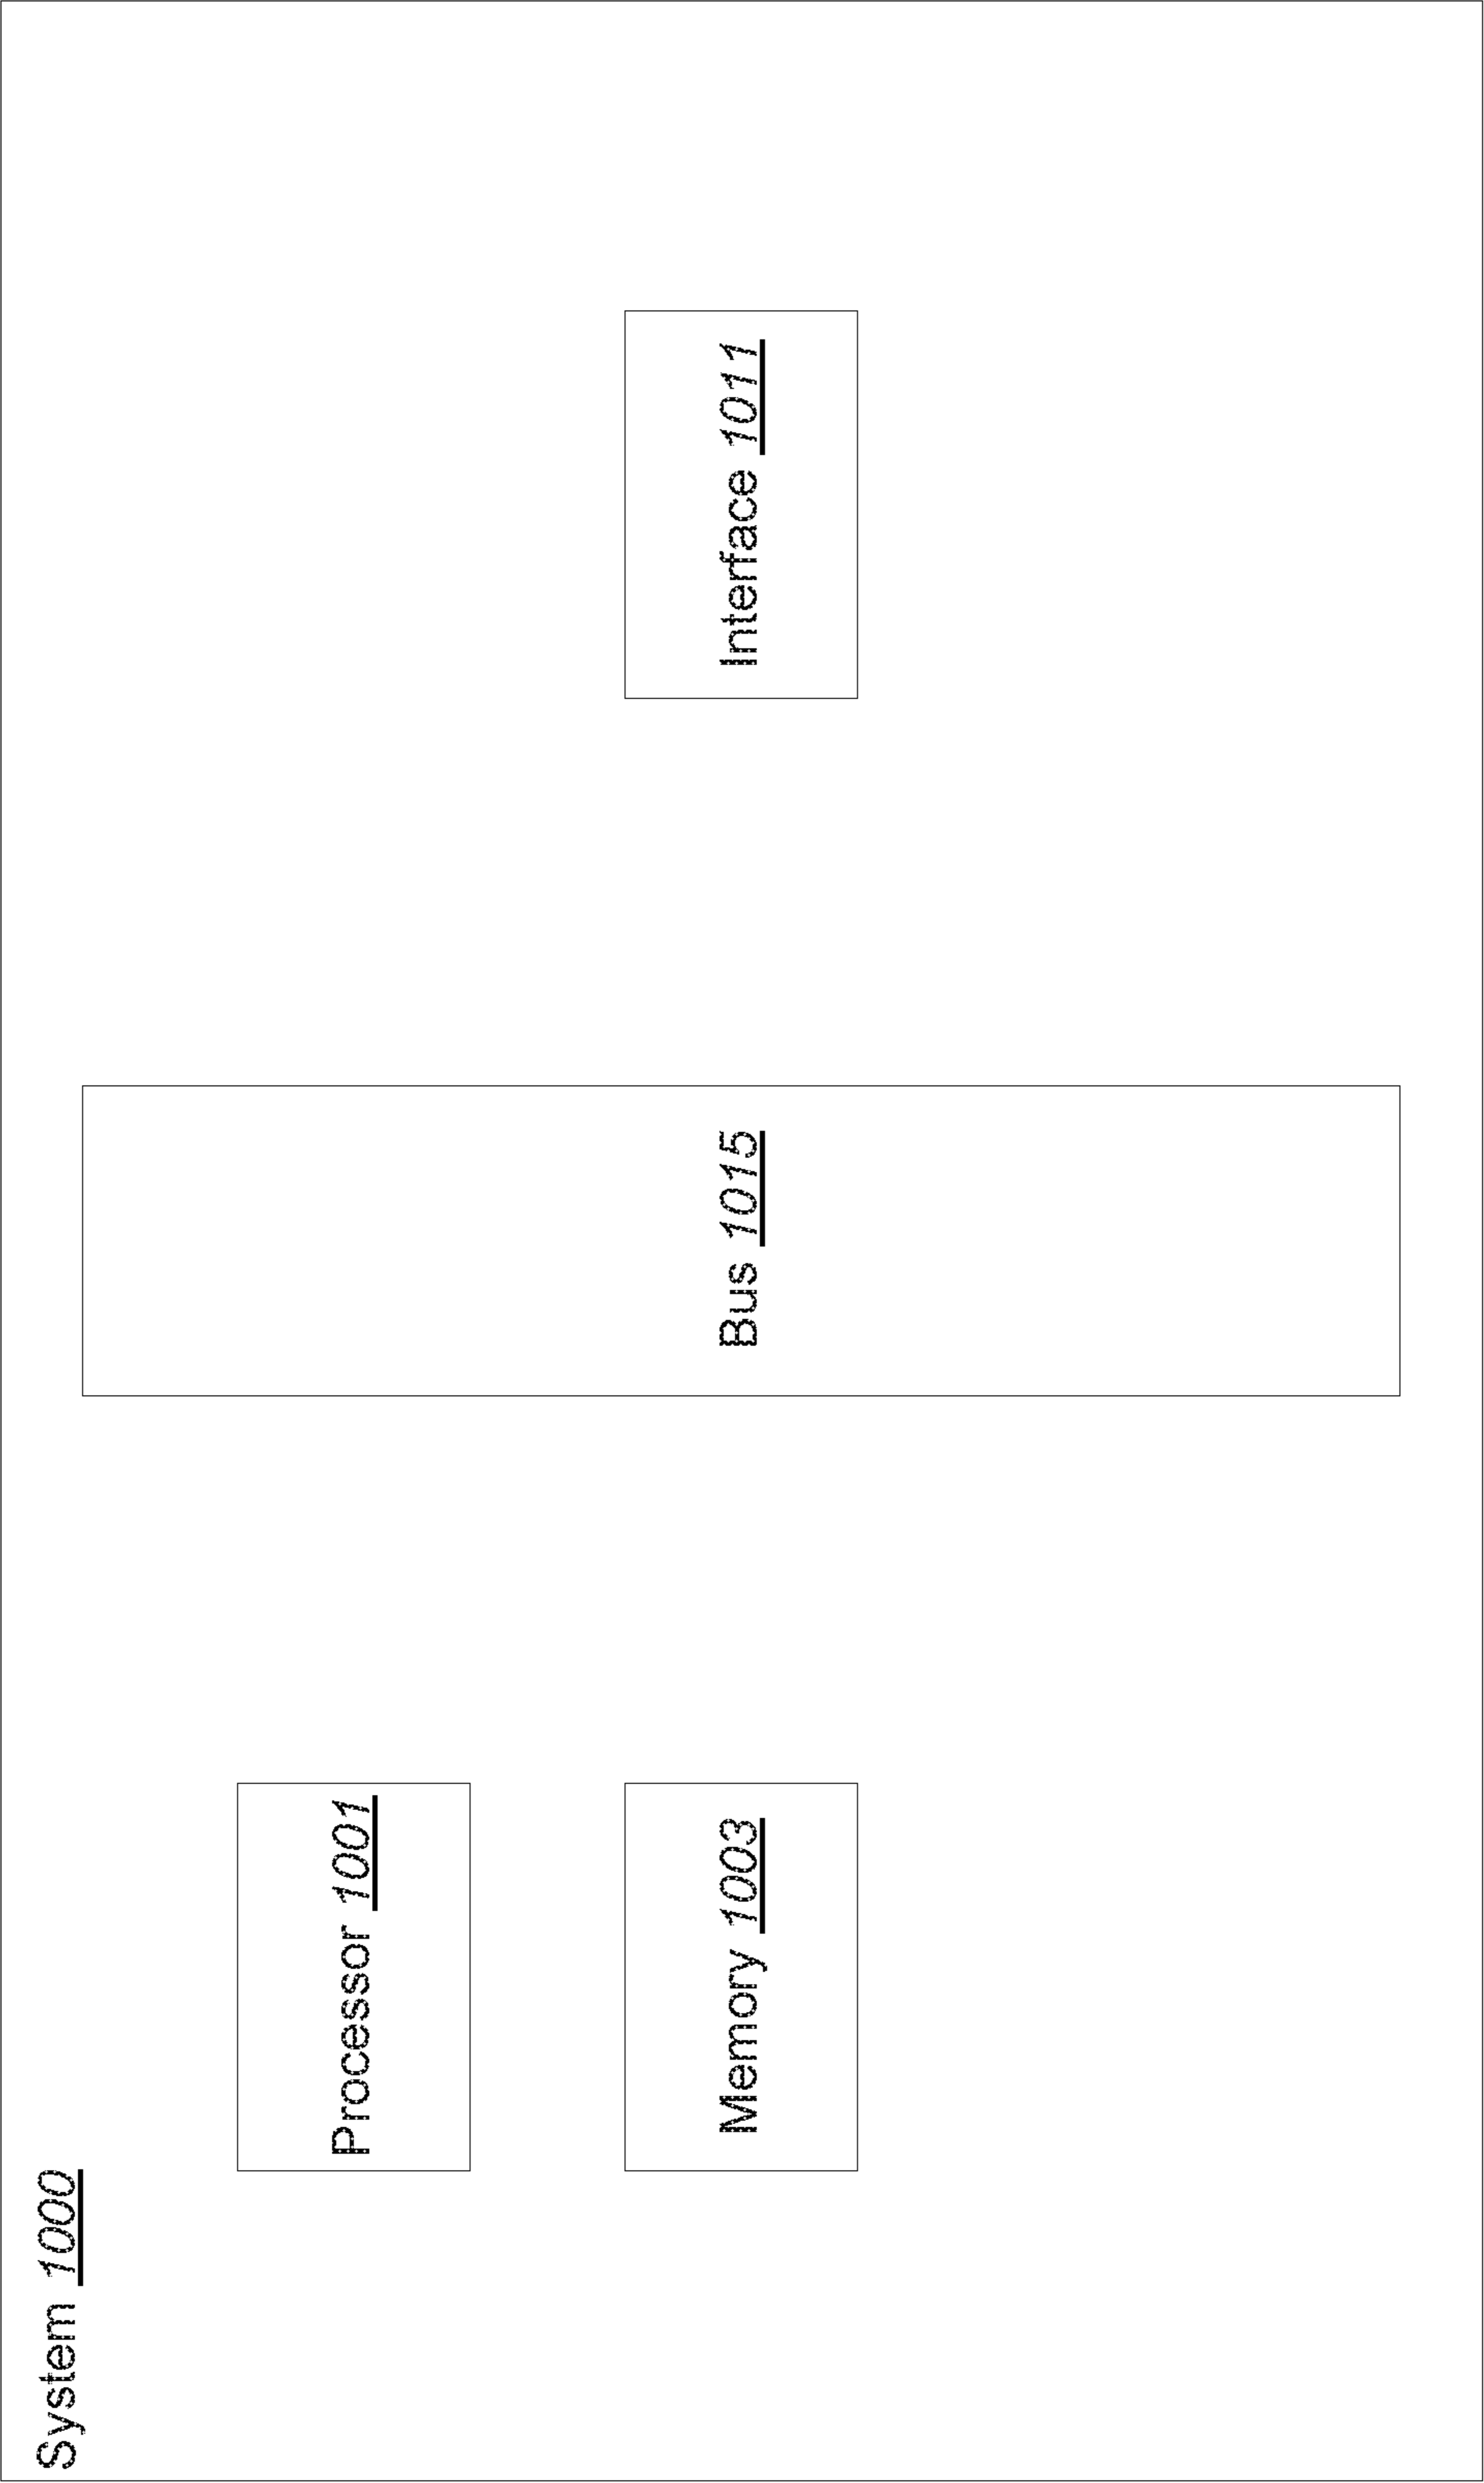 System 1000
Processor 1001
Memory 1003
Bus 1015
Interface 1011